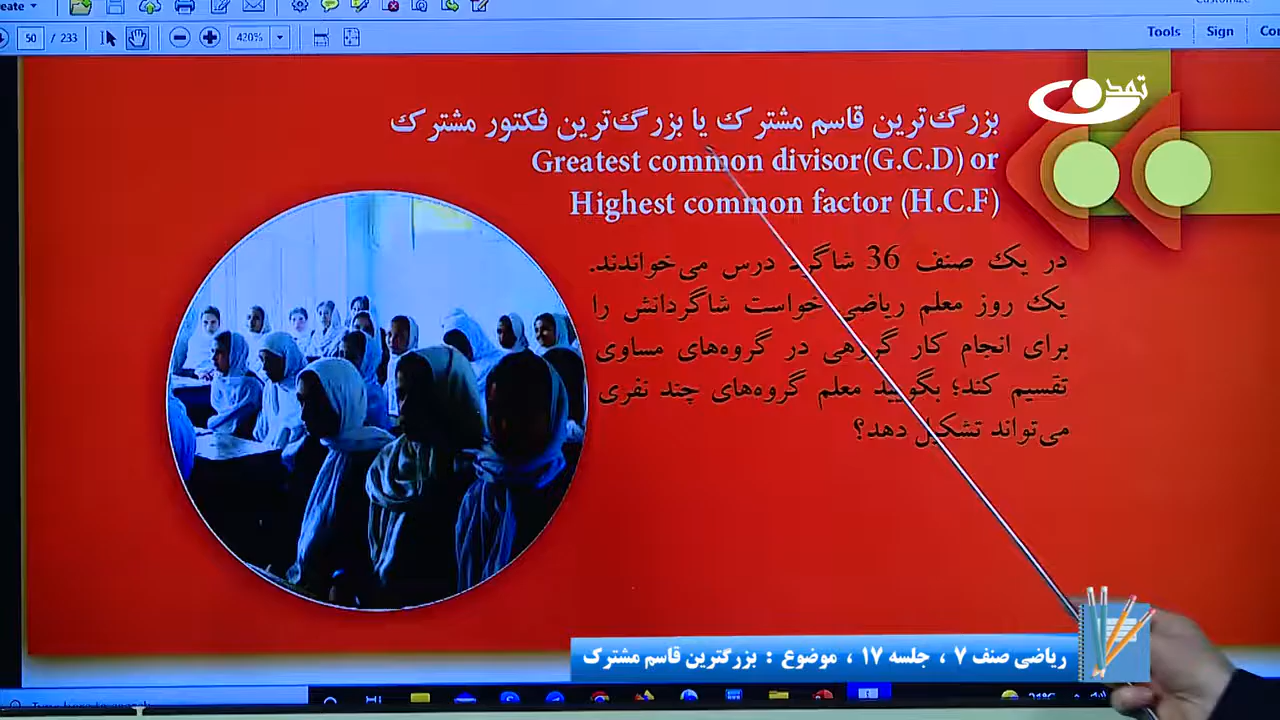 50 / 233
420%
Tools
Sign
تمدن
بزرگ‌ترین قاسم مشترک یا بزرگ‌ترین فکتور مشترک
Greatest common divisor(G.C.D) or
Highest common factor (H.C.F)
در یک صنف 36 شاگرد درس می‌خواندند.
یک روز معلم ریاضی خواست شاگردانش را
برای انجام کار گروهی در گروه‌های مساوی
تقسیم کند؛ بگویید معلم گروه‌های چند نفری
می‌تواند تشکیل دهد؟
ریاضی صنف ۷ ، جلسه ۱۷ ، موضوع : بزرگترین قاسم مشترک